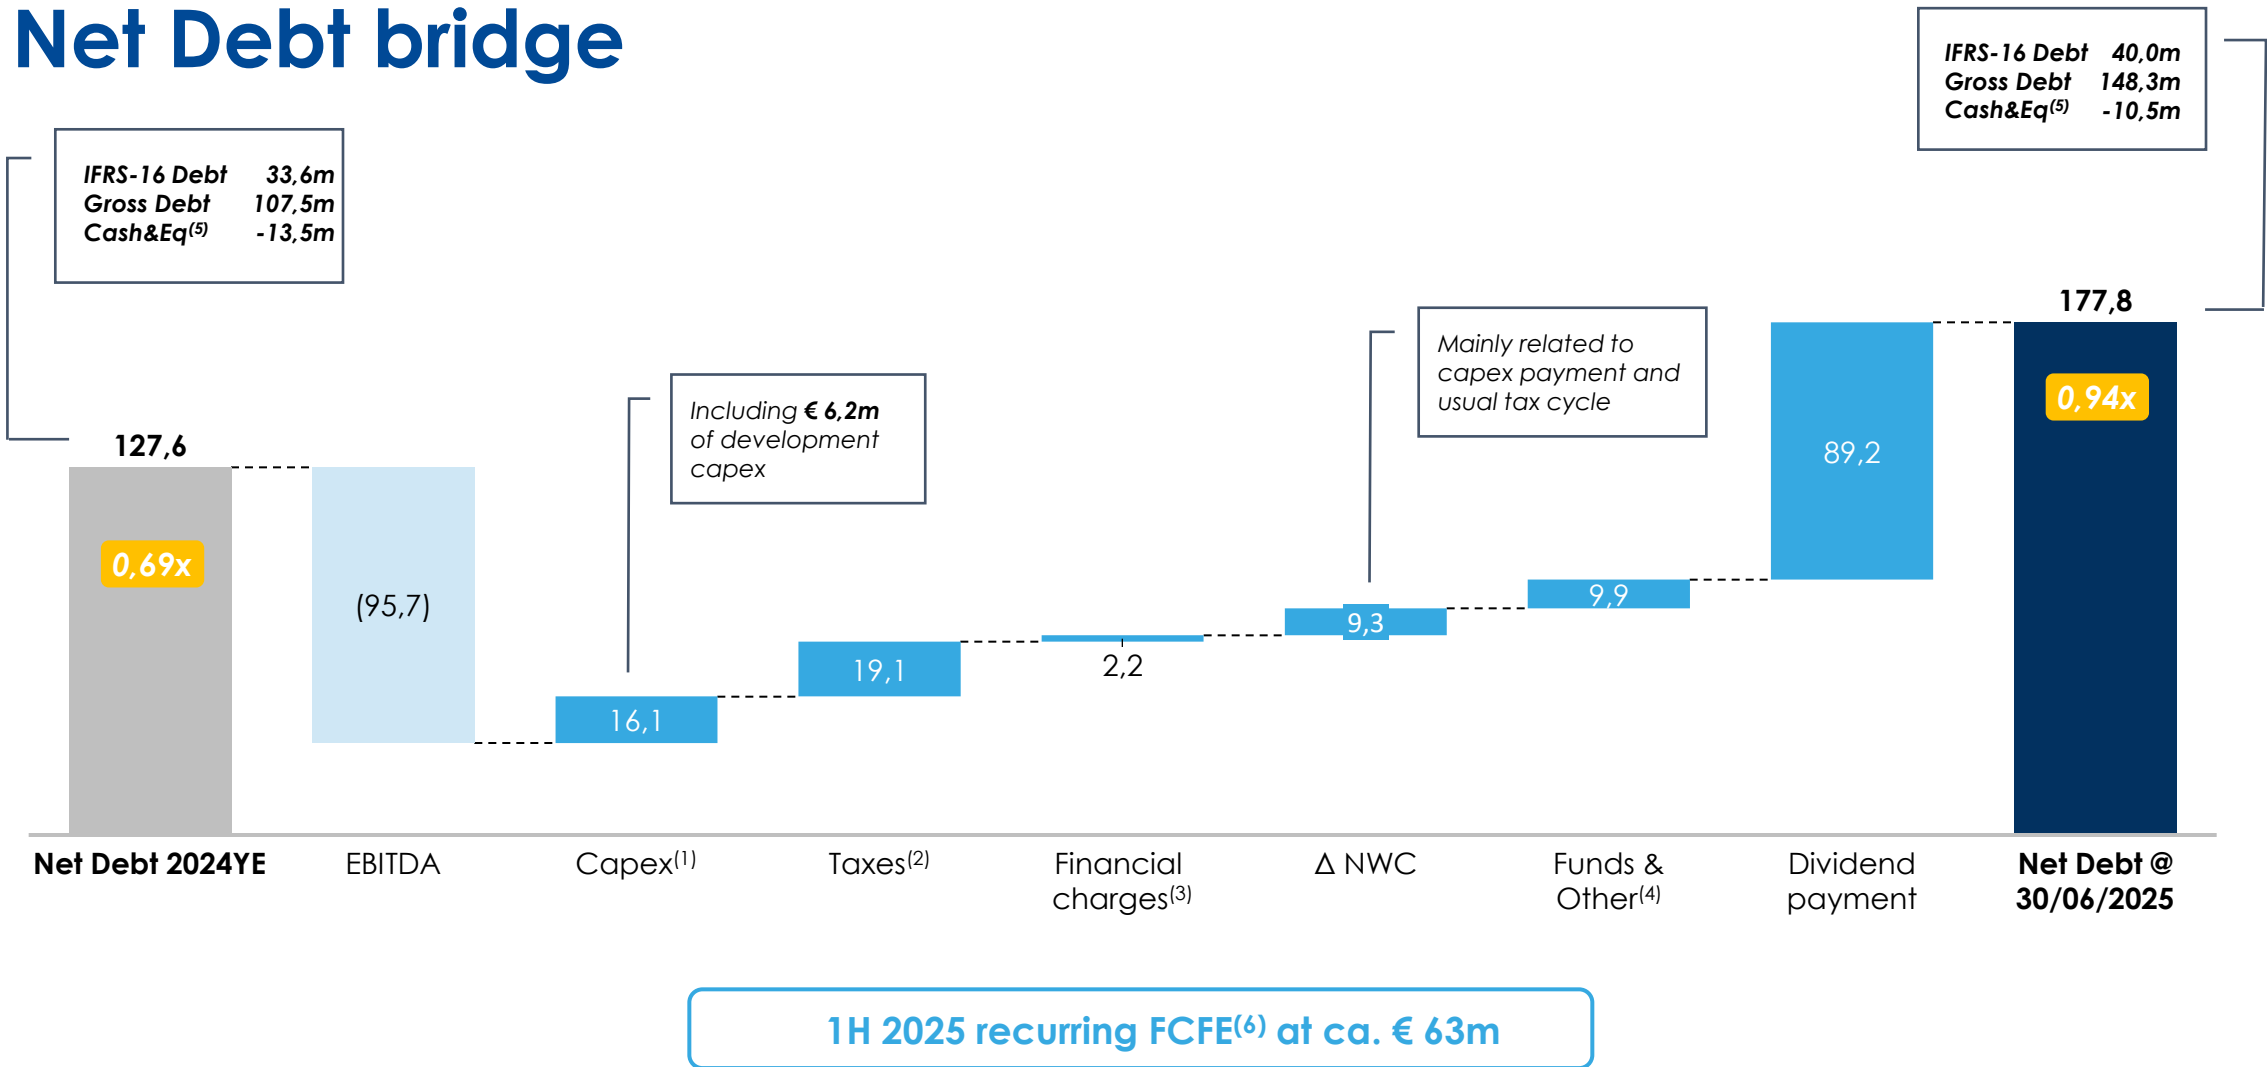 Net Debt bridge
IFRS-16 Debt 40,0m
Gross Debt 148,3m
Cash&Eq(5) -10,5m
IFRS-16 Debt 33,6m
Gross Debt 107,5m
Cash&Eq(5) -13,5m
177,8
Mainly related to
capex payment and
usual tax cycle
0,94x
Including € 6,2m
of development
capex
127,6
89,2
0,69x
(95,7)
9,9
9,3
19,1
2,2
16,1
Net Debt 2024YE
EBITDA
Capex(1)
Taxes(2)
Financial
charges(3)
Δ NWC
Funds &
Other(4)
Dividend
payment
Net Debt @
30/06/2025
1H 2025 recurring FCFE(6) at ca. € 63m